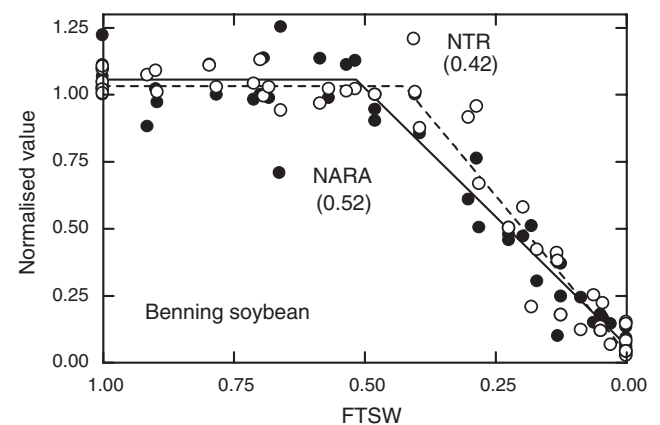 1.25
NTR
(0.42)
1.00
0.75
NARA
(0.52)
0.50
0.25
Benning soybean
0.00
1.00 0.75 0.50 0.25 0.00
FTSW
Normalised value